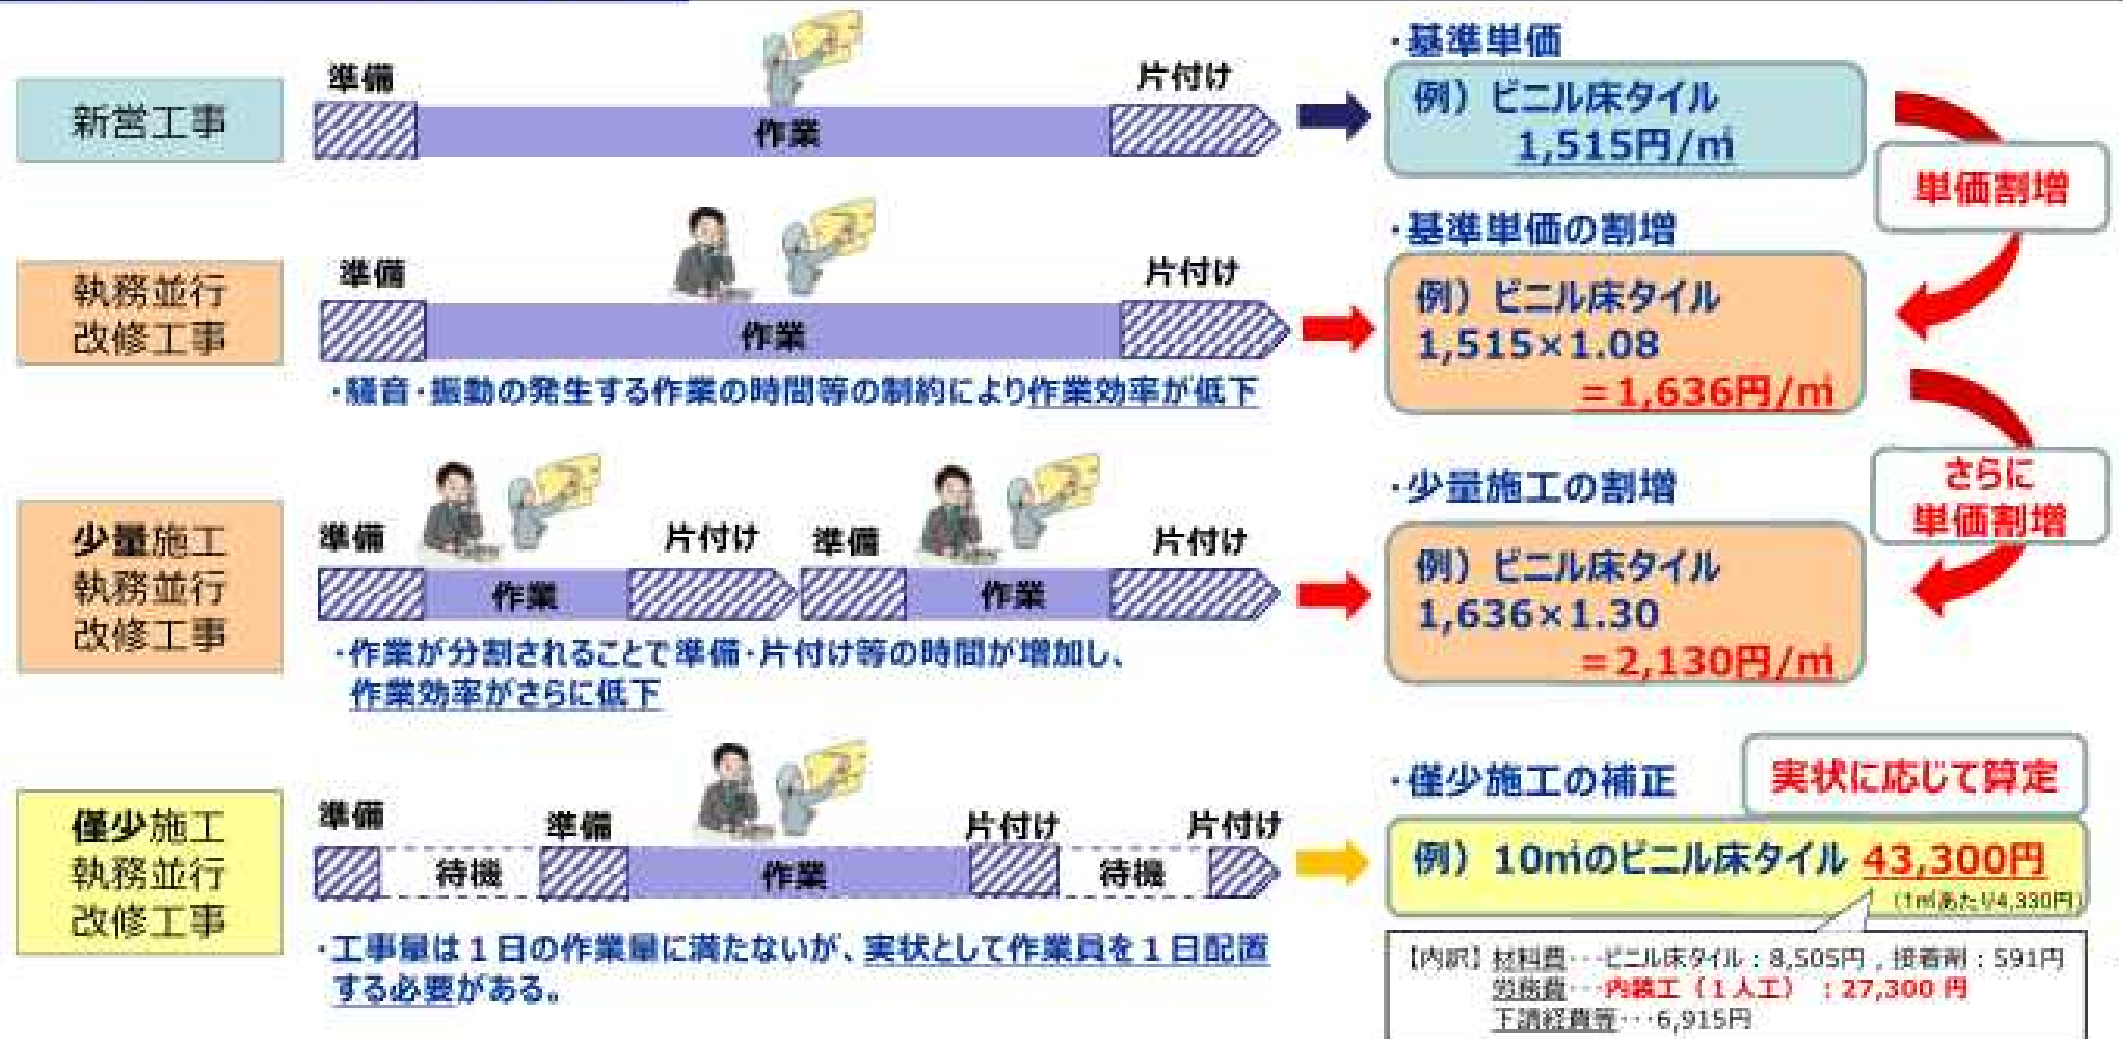 新営工事
準備
作業
片付け
・基準単価
例）ビニル床タイル
1,515円/㎡
単価割増
執務並行
改修工事
準備
作業
片付け
・騒音・振動の発生する作業の時間等の制約により作業効率が低下
・基準単価の割増
例）ビニル床タイル
1,515×1.08
＝1,636円/㎡
さらに
単価割増
少量施工
執務並行
改修工事
準備
作業
片付け
準備
作業
片付け
・作業が分割されることで準備・片付け等の時間が増加し、
作業効率がさらに低下
・少量施工の割増
例）ビニル床タイル
1,636×1.30
＝2,130円/㎡
僅少施工
執務並行
改修工事
準備
待機
準備
作業
片付け
待機
片付け
・工事量は１日の作業量に満たないが、実状として作業員を１日配置
する必要がある。
・僅少施工の補正
実状に応じて算定
例）10㎡のビニル床タイル 43,300円
（1㎡あたり4,330円）
【内訳】材料費・・・ビニル床タイル：8,505円，接着剤：591円
労務費・・・内装工（１人工）：27,300 円
下請経費等・・・6,915円